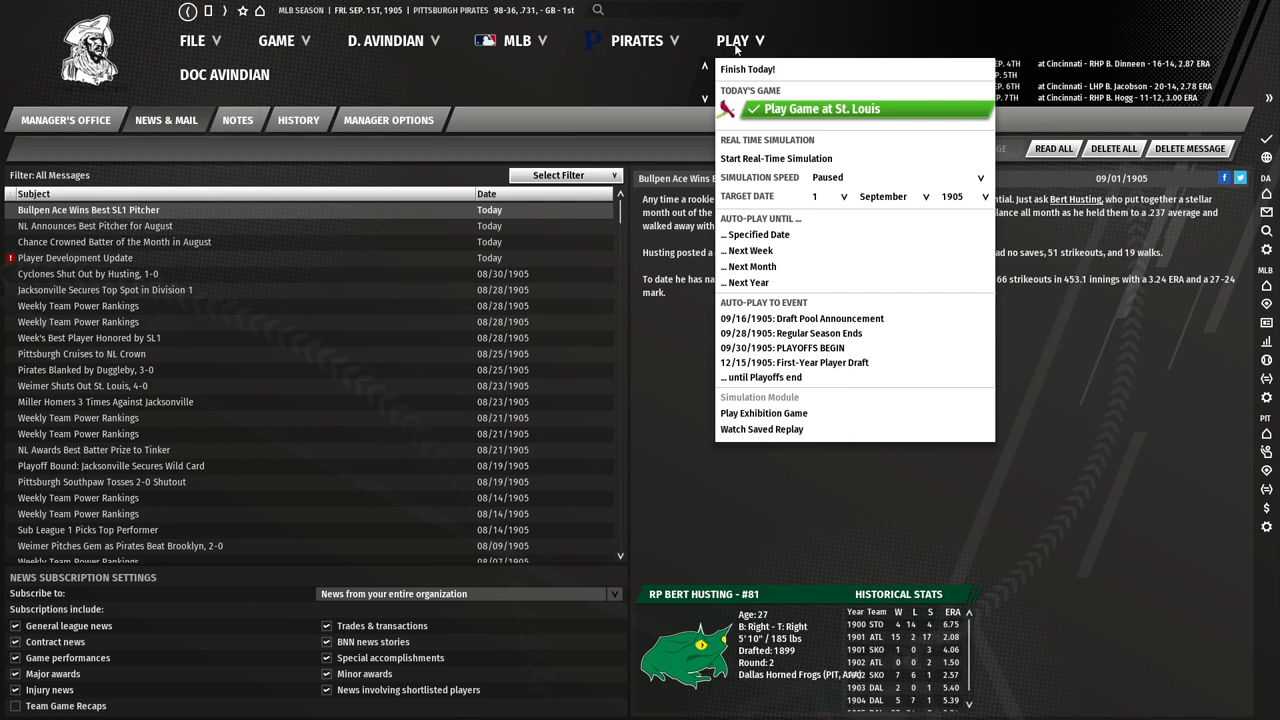 MLB SEASON | FRI. SEP. 1ST, 1905 | PITTSBURGH PIRATES 98-36, .731, - GB - 1st
FILE
GAME
D. AVINDIAN
MLB
PIRATES
PLAY
DOC AVINDIAN
EP. 4TH at Cincinnati - RHP B. Dinneen - 16-14, 2.87 ERA
EP. 5TH
EP. 6TH at Cincinnati - LHP B. Jacobson - 20-14, 2.78 ERA
EP. 7TH at Cincinnati - RHP B. Hogg - 11-12, 3.00 ERA
MANAGER'S OFFICE
NEWS & MAIL
NOTES
HISTORY
MANAGER OPTIONS
GE
READ ALL
DELETE ALL
DELETE MESSAGE
Finish Today!
TODAY'S GAME
Play Game at St. Louis
REAL TIME SIMULATION
Start Real-Time Simulation
SIMULATION SPEED Paused
TARGET DATE 1 September 1905
AUTO-PLAY UNTIL ...
... Specified Date
... Next Week
... Next Month
... Next Year
AUTO-PLAY TO EVENT
09/16/1905: Draft Pool Announcement
09/28/1905: Regular Season Ends
09/30/1905: PLAYOFFS BEGIN
12/15/1905: First-Year Player Draft
... until Playoffs end
Simulation Module
Play Exhibition Game
Watch Saved Replay
Filter: All Messages
Select Filter
Subject Date
Bullpen Ace Wins Best SL1 Pitcher Today
NL Announces Best Pitcher for August Today
Chance Crowned Batter of the Month in August Today
Player Development Update Today
Cyclones Shut Out by Husting, 1-0 08/30/1905
Jacksonville Secures Top Spot in Division 1 08/28/1905
Weekly Team Power Rankings 08/28/1905
Weekly Team Power Rankings 08/28/1905
Week's Best Player Honored by SL1 08/28/1905
Pittsburgh Cruises to NL Crown 08/25/1905
Pirates Blanked by Duggleby, 3-0 08/25/1905
Weimer Shuts Out St. Louis, 4-0 08/23/1905
Miller Homers 3 Times Against Jacksonville 08/23/1905
Weekly Team Power Rankings 08/21/1905
Weekly Team Power Rankings 08/21/1905
NL Awards Best Batter Prize to Tinker 08/21/1905
Playoff Bound: Jacksonville Secures Wild Card 08/19/1905
Pittsburgh Southpaw Tosses 2-0 Shutout 08/19/1905
Weekly Team Power Rankings 08/14/1905
Weekly Team Power Rankings 08/14/1905
Sub League 1 Picks Top Performer 08/14/1905
Weimer Pitches Gem as Pirates Beat Brooklyn, 2-0 08/09/1905
Weekly Team Power Rankings 08/07/1905
Bullpen Ace Wins B 09/01/1905
Any time a rookie ntial. Just ask Bert Husting, who put together a stellar
month out of the lance all month as he held them to a .237 average and
walked away with
Husting posted a ad no saves, 51 strikeouts, and 19 walks.
To date he has na 66 strikeouts in 453.1 innings with a 3.24 ERA and a 27-24
mark.
DA
MLB
PIT
NEWS SUBSCRIPTION SETTINGS
Subscribe to: News from your entire organization
Subscriptions include:
General league news Trades & transactions
Contract news BNN news stories
Game performances Special accomplishments
Major awards Minor awards
Injury news News involving shortlisted players
Team Game Recaps
RP BERT HUSTING - #81
HISTORICAL STATS
Age: 27
B: Right - T: Right
5' 10" / 185 lbs
Drafted: 1899
Round: 2
Dallas Horned Frogs (PIT, AAA)
Year Team W L S ERA
1900 STO 4 14 4 6.75
1901 ATL 15 2 17 2.08
1901 SKO 1 0 3 4.06
1902 ATL 0 0 2 1.50
SKO 7 6 1 2.57
1903 DAL 2 0 1 5.40
1904 DAL 5 7 1 5.39